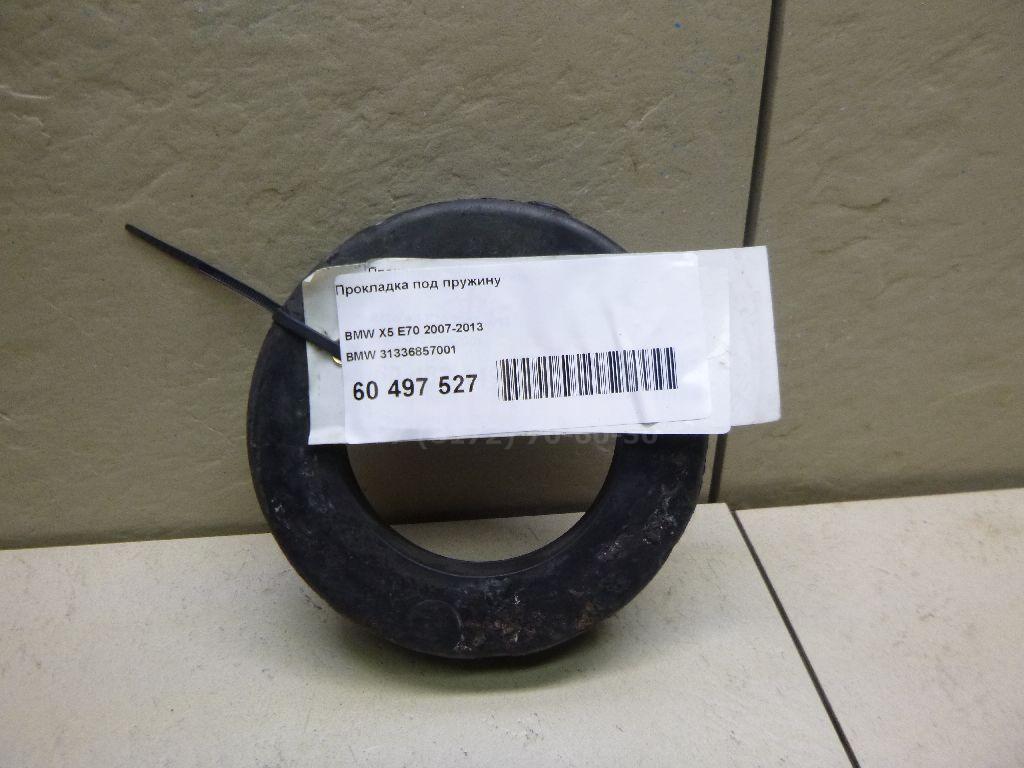 Прокладка под пружину
BMW X5 E70 2007-2013
BMW 31336857001
60 497 527